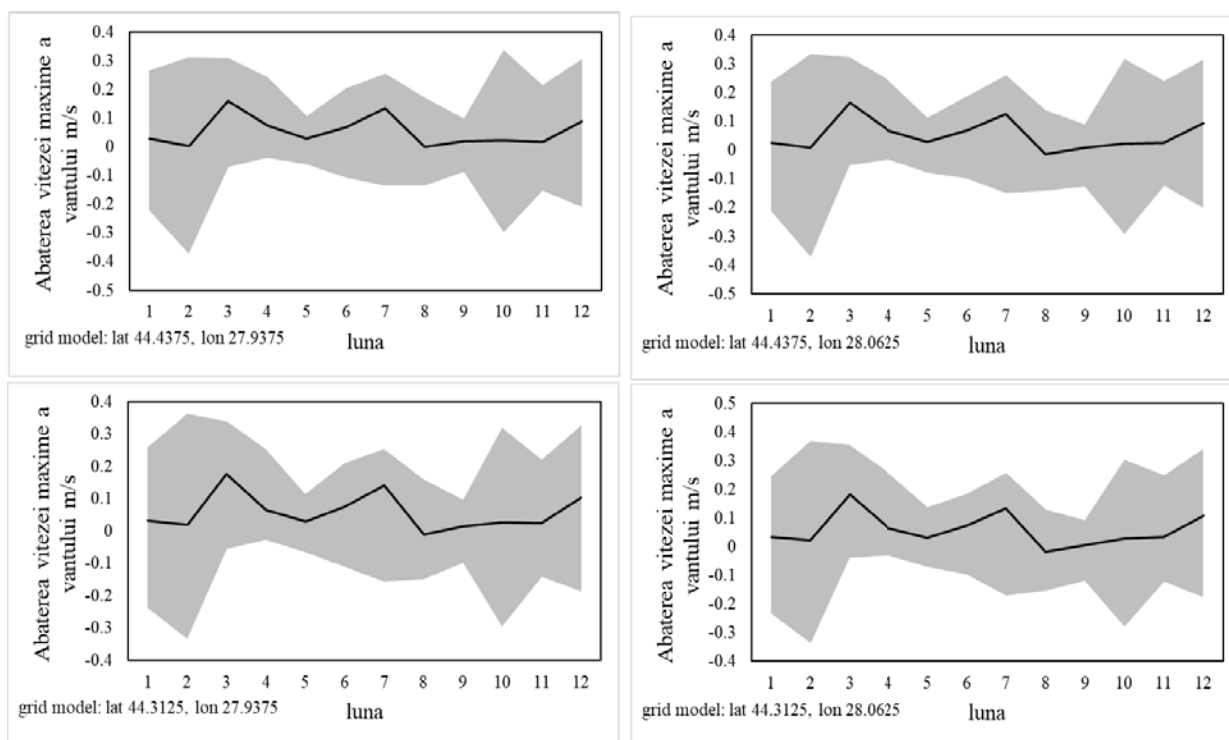 Abaterea vitezei maxime a
vantului m/s
0.4
0.3
0.2
0.1
0
-0.1
-0.2
-0.3
-0.4
-0.5
1 2 3 4 5 6 7 8 9 10 11 12
grid model: lat 44.4375, lon 27.9375
luna
Abaterea vitezei maxime a
vantului m/s
0.4
0.3
0.2
0.1
0
-0.1
-0.2
-0.3
-0.4
-0.5
1 2 3 4 5 6 7 8 9 10 11 12
grid model: lat 44.4375, lon 28.0625
luna
Abaterea vitezei maxime a
vantului m/s
0.4
0.3
0.2
0.1
0
-0.1
-0.2
-0.3
-0.4
1 2 3 4 5 6 7 8 9 10 11 12
grid model: lat 44.3125, lon 27.9375
luna
Abaterea vitezei maxime a
vantului m/s
0.5
0.4
0.3
0.2
0.1
0
-0.1
-0.2
-0.3
-0.4
1 2 3 4 5 6 7 8 9 10 11 12
grid model: lat 44.3125, lon 28.0625
luna